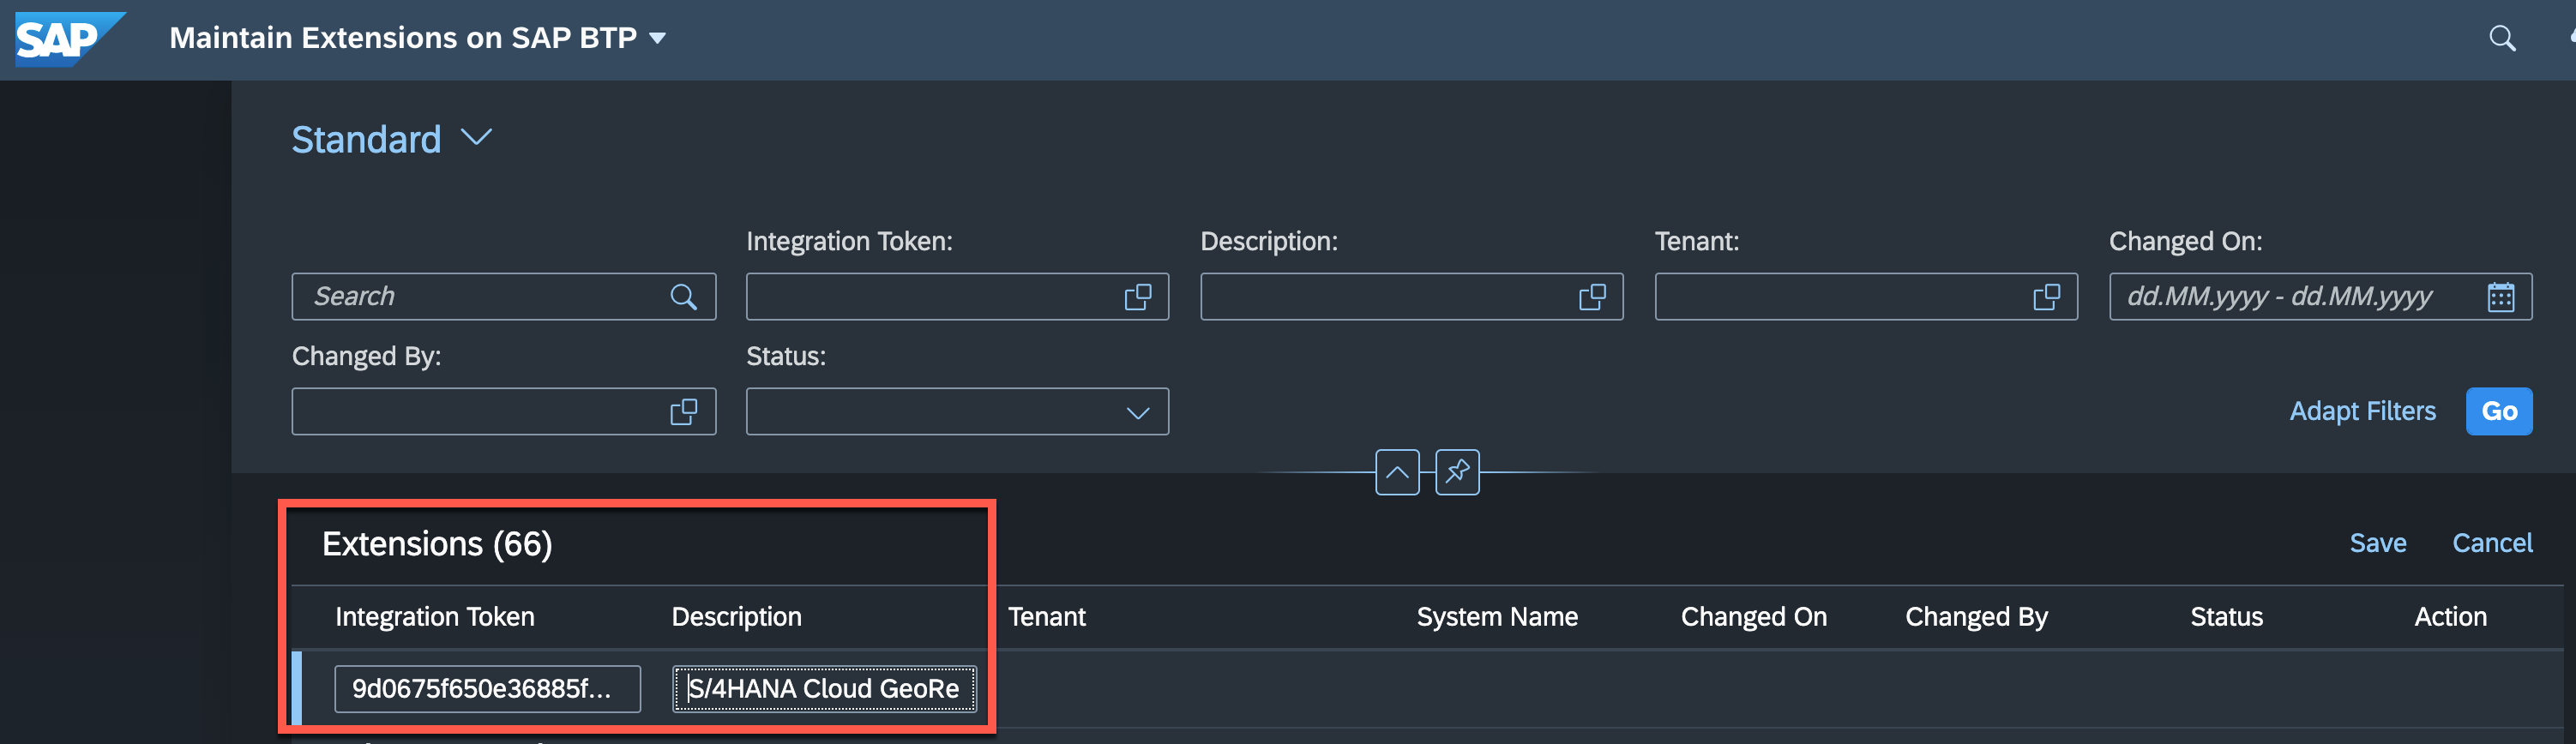 SAP Maintain Extensions on SAP BTP
Standard
Integration Token: Description: Tenant: Changed On:
Search dd.MM.yyyy - dd.MM.yyyy
Changed By: Status:
Adapt Filters Go
Extensions (66) Save Cancel
Integration Token Description Tenant System Name Changed On Changed By Status Action
9d0675f650e36885f... S/4HANA Cloud GeoRe